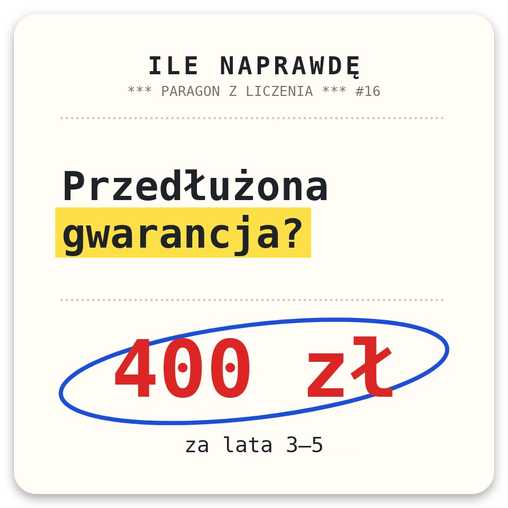 ILE NAPRAWDĘ
*** PARAGON Z LICZENIA *** #16
Przedłużona
gwarancja?
400 zł
za lata 3–5